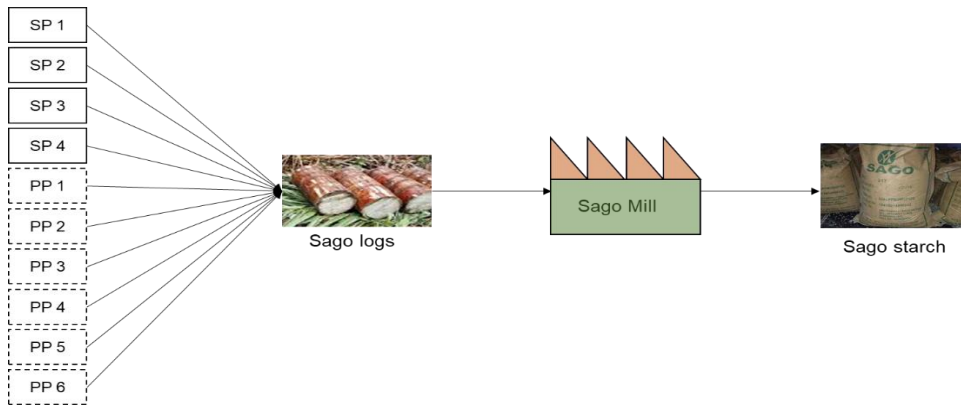 SP 1
SP 2
SP 3
SP 4
PP 1
PP 2
PP 3
PP 4
PP 5
PP 6
Sago logs
Sago Mill
SAGO
Sago starch